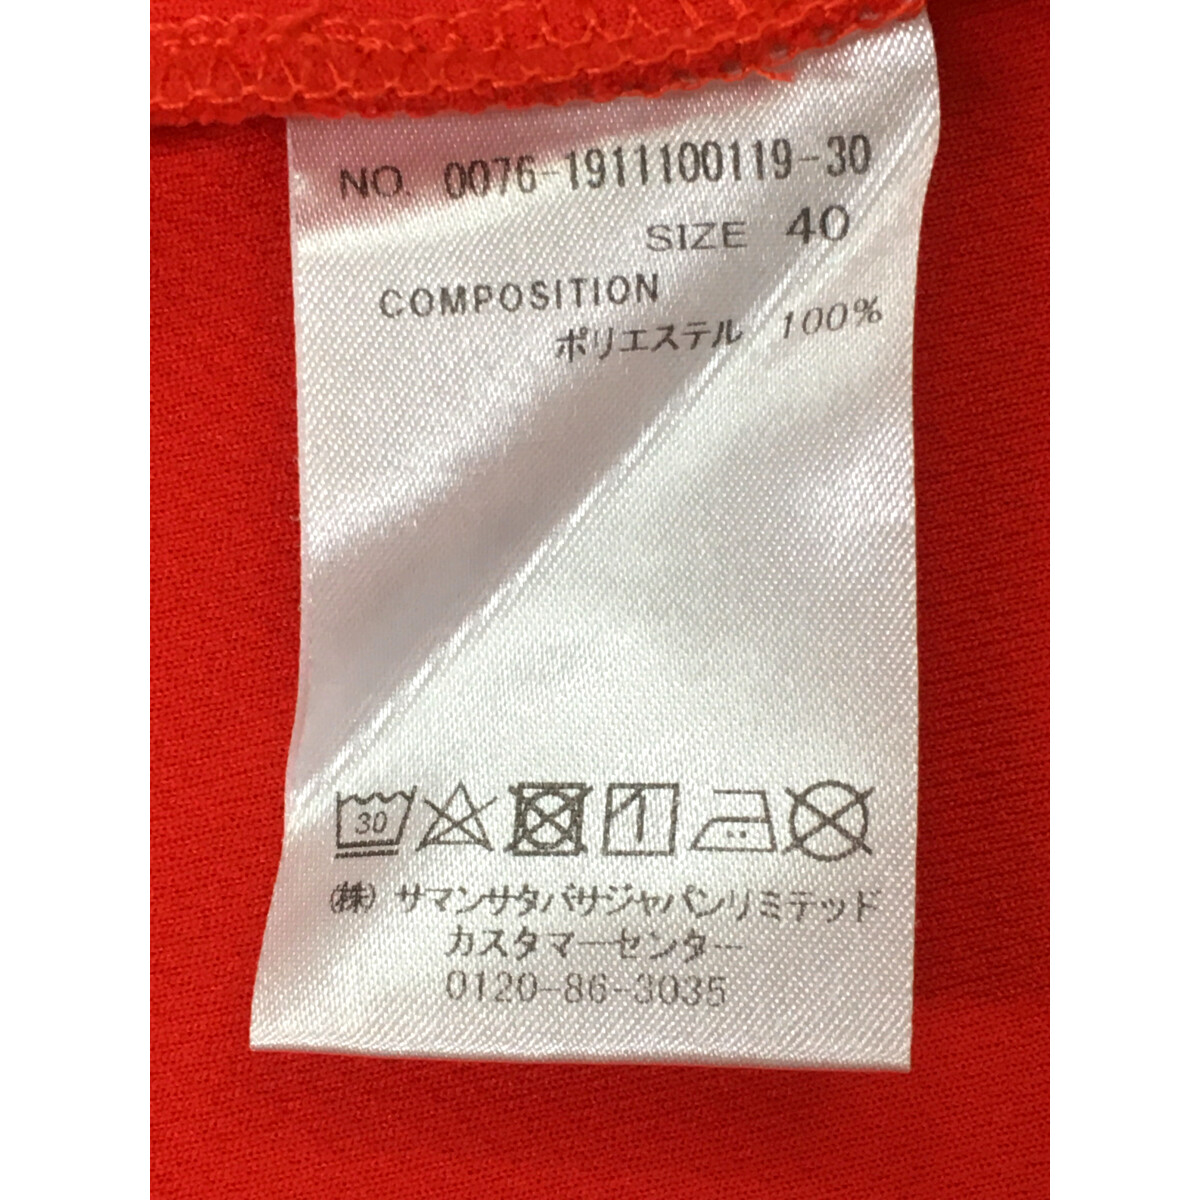 NO. 0076-1911100119-30
SIZE 40
COMPOSITION
ポリエステル 100%
30 1
(株) サマンサタバサジャパンリミテッド
カスタマーセンター
0120-86-3035